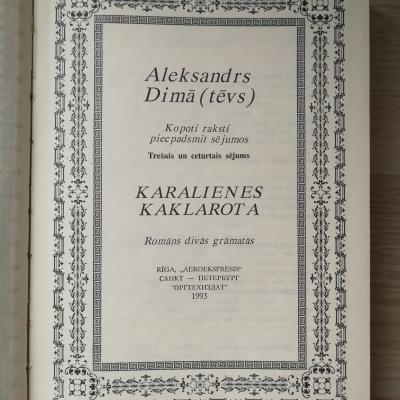 Aleksandrs
Dimā (tēvs)
Kopoti raksti
piecpadsmit sējumos
Trešais un ceturtais sējums
KARALIENES
KAKLAROTA
Romāns divās grāmatās
RĪGA, „AEROEKSPRESIS"
САНКТ — ПЕТЕРБУРГ
"ОРГТЕХИЗДАТ"
1993